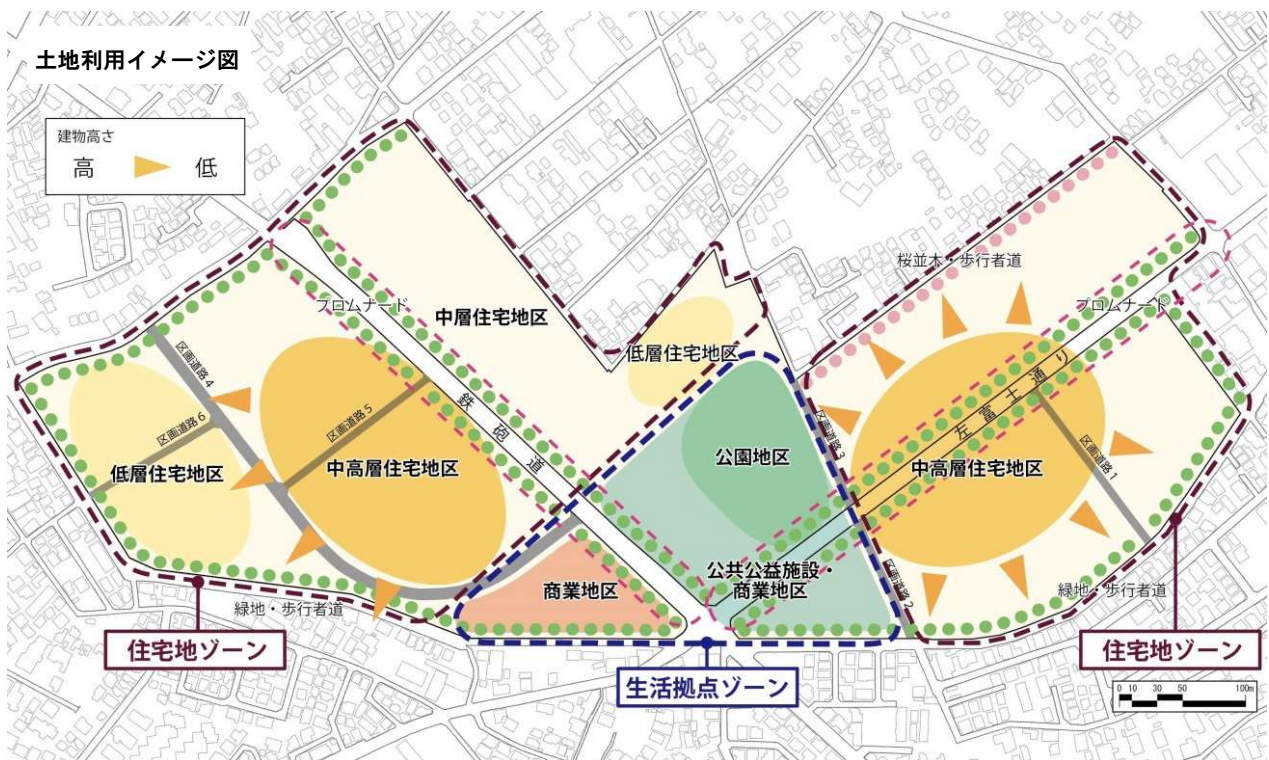 土地利用イメージ図
建物高さ
高 低
桜並木・歩行者道
プロムナード
プロムナード
中層住宅地区
低層住宅地区
区画道路4
鉄砲道
左富士通り
区画道路5
区画道路6
区画道路3
区画道路1
公園地区
低層住宅地区
中高層住宅地区
中高層住宅地区
公共公益施設・
商業地区
商業地区
区画道路2
緑地・歩行者道
緑地・歩行者道
住宅地ゾーン
住宅地ゾーン
生活拠点ゾーン
0 10 30 50 100m